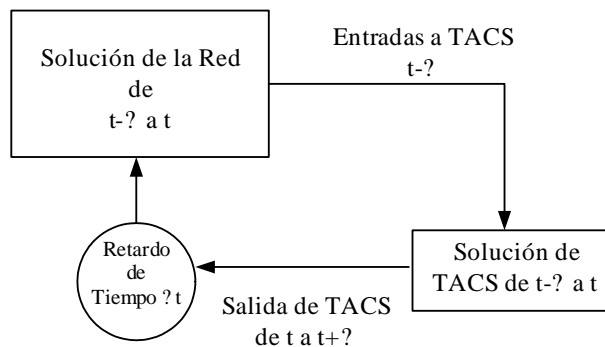 Solución de la Red
de
t-? a t
Entradas a TACS
t-?
Retardo
de
Tiempo ? t
Salida de TACS
de t a t+?
Solución de
TACS de t-? a t